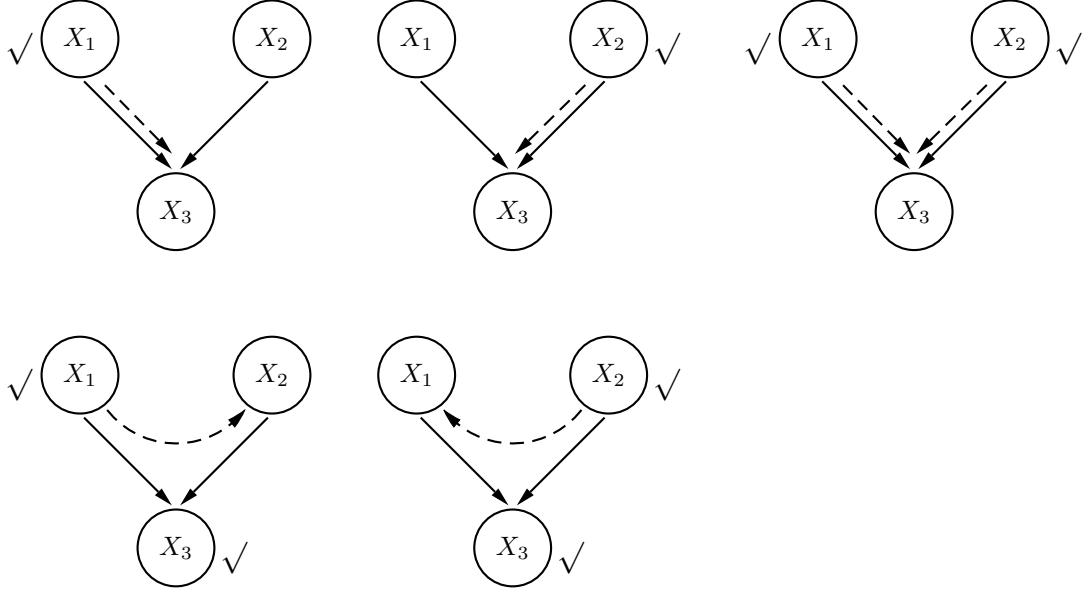 √ X₁ X₂ X₁ X₂ √ √ X₁ X₂ √
X₃ X₃ X₃
√ X₁ X₂ X₁ X₂ √
X₃ √ X₃ √